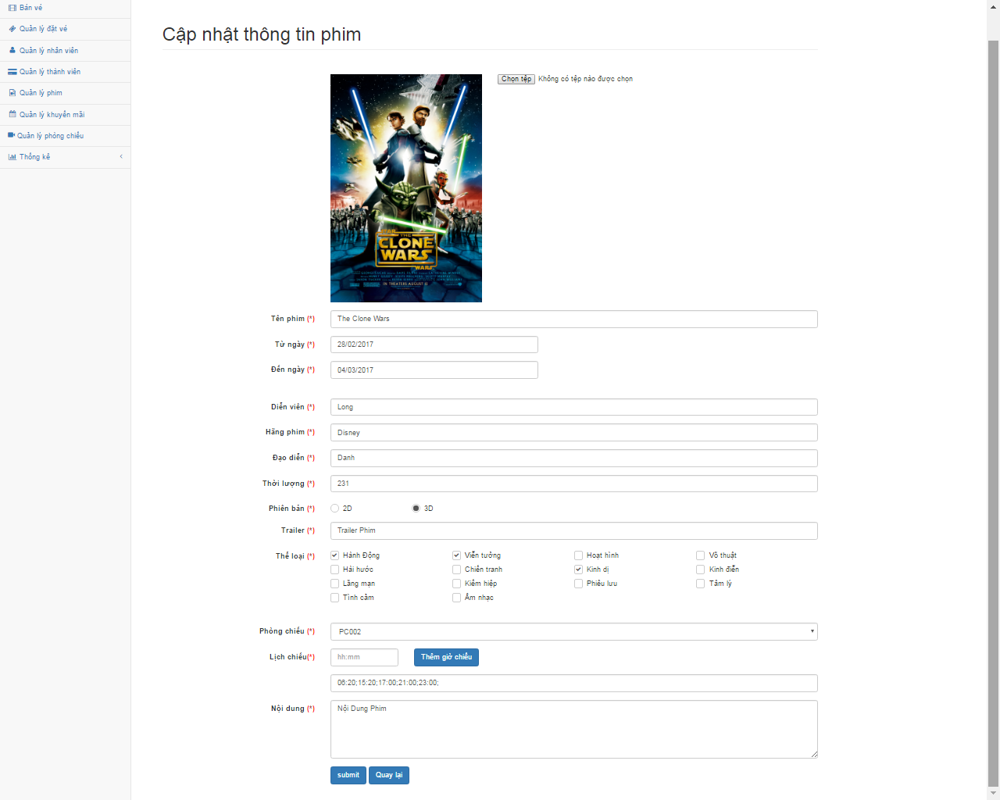 Bán vé
Quản lý đặt vé
Quản lý nhân viên
Quản lý thành viên
Quản lý phim
Quản lý khuyến mãi
Quản lý phòng chiếu
Thống kê
Cập nhật thông tin phim
Chọn tệp Không có tệp nào được chọn
STAR
THE
CLONE
WARS
WARS
IN THEATERS AUGUST 15
Tên phim (*) The Clone Wars
Từ ngày (*) 28/02/2017
Đến ngày (*) 04/03/2017
Diễn viên (*) Long
Hãng phim (*) Disney
Đạo diễn (*) Danh
Thời lượng (*) 231
Phiên bản (*) 2D 3D
Trailer (*) Trailer Phim
Thể loại (*) Hành Động Viễn tưởng Hoạt hình Võ thuật
Hài hước Chiến tranh Kinh dị Kinh điển
Lãng mạn Kiếm hiệp Phiêu lưu Tâm lý
Tình cảm Âm nhạc
Phòng chiếu (*) PC002
Lịch chiếu(*) hh:mm Thêm giờ chiếu
06:20;15:20;17:00;21:00;23:00;
Nội dung (*) Nội Dung Phim
submit Quay lại